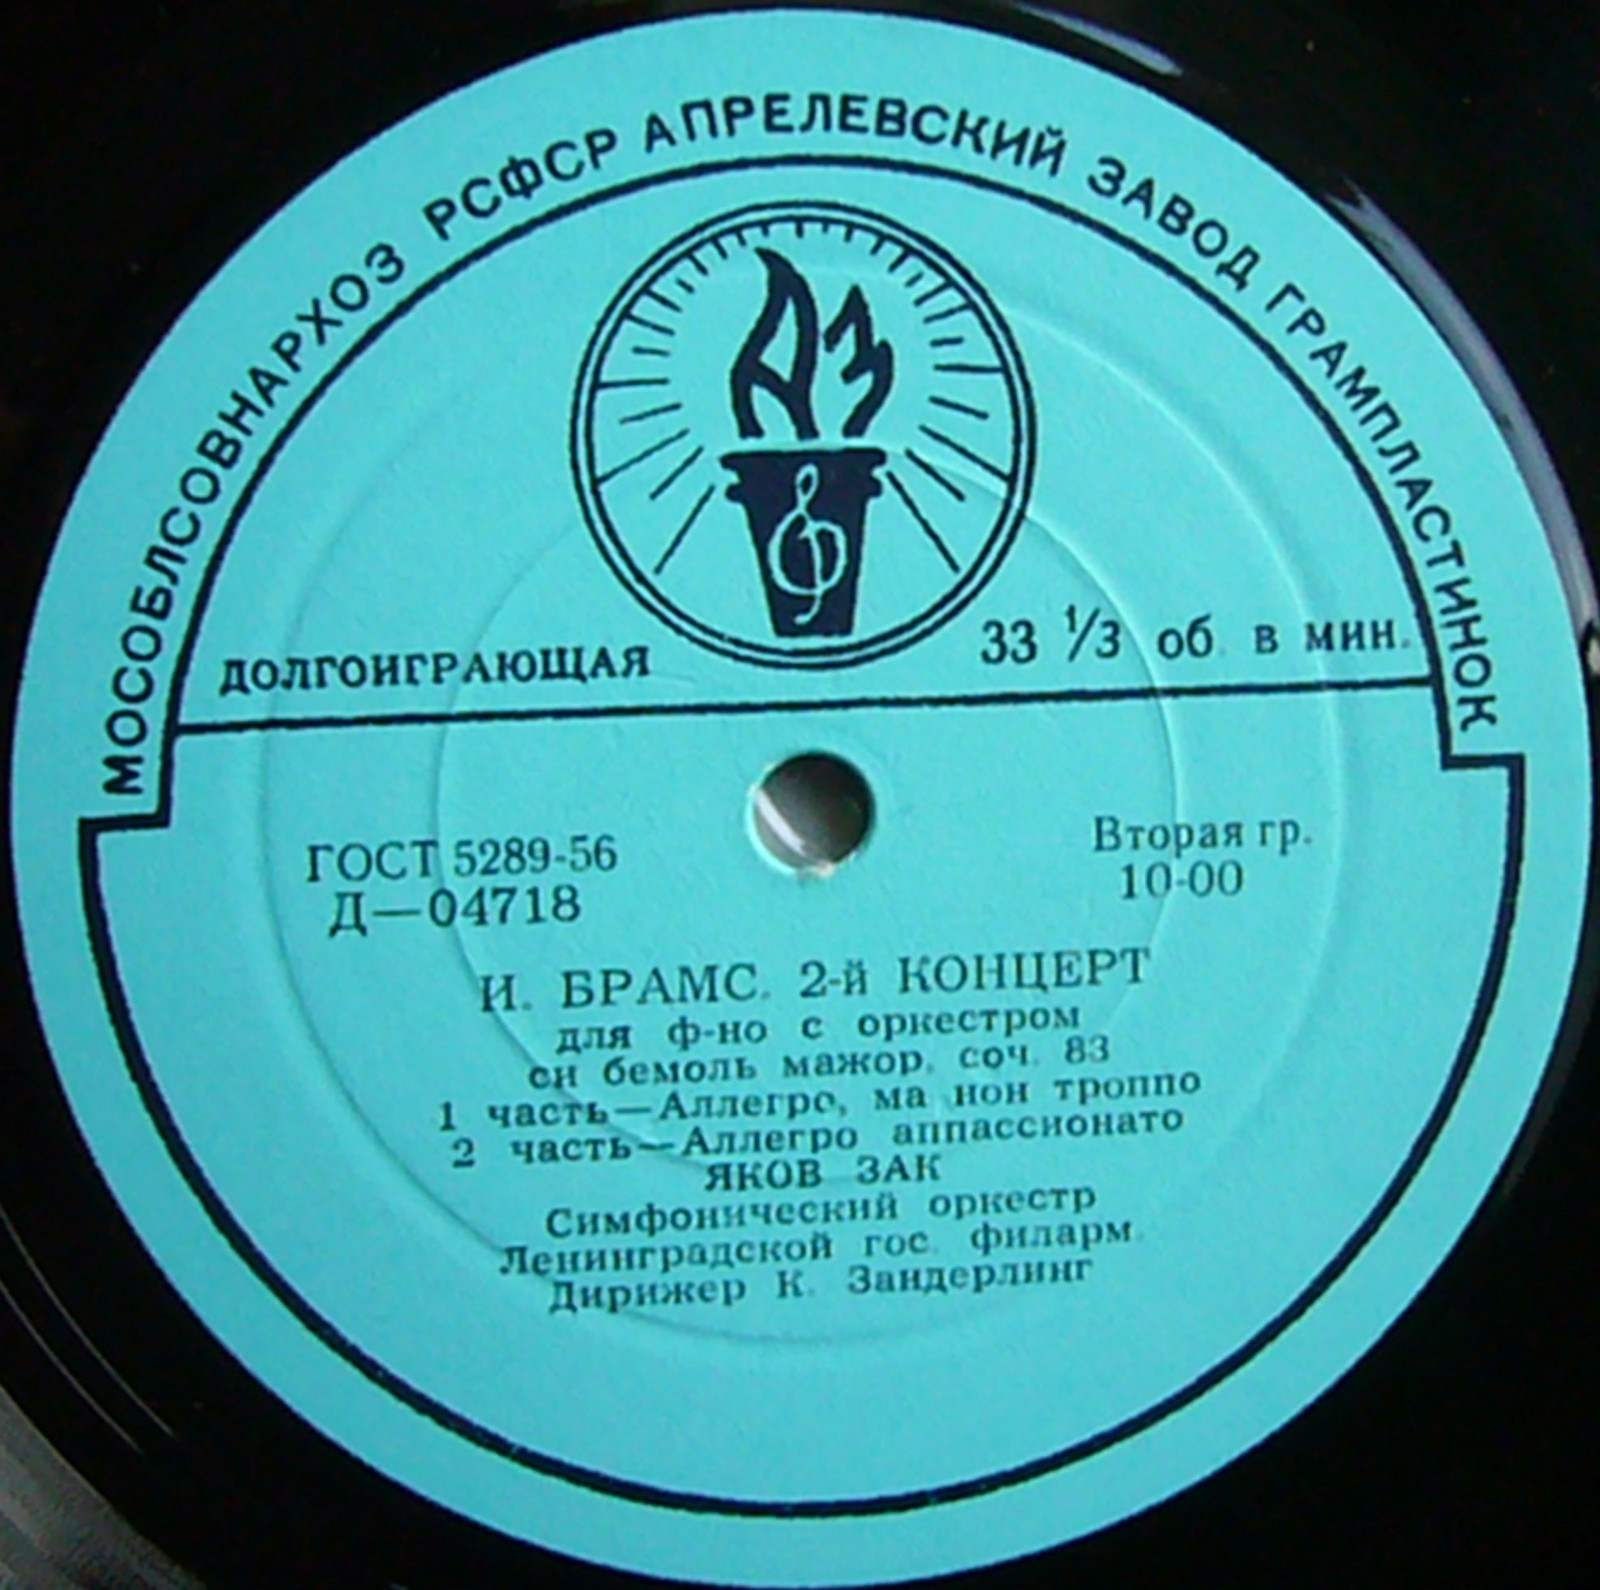 МОСОБЛСОВНАРХОЗ РСФСР АПРЕЛЕВСКИЙ ЗАВОД ГРАМПЛАСТИНОК
АЗ
ДОЛГОИГРАЮЩАЯ
33 1/3 об. в мин.
ГОСТ 5289-56
Д—04718
Вторая гр.
10-00
И. БРАМС. 2-й КОНЦЕРТ
для ф-но с оркестром
си бемоль мажор, соч. 83
1 часть—Аллегро, ма нон троппо
2 часть—Аллегро аппассионато
ЯКОВ ЗАК
Симфонический оркестр
Ленинградской гос. филарм.
Дирижер К. Зандерлинг